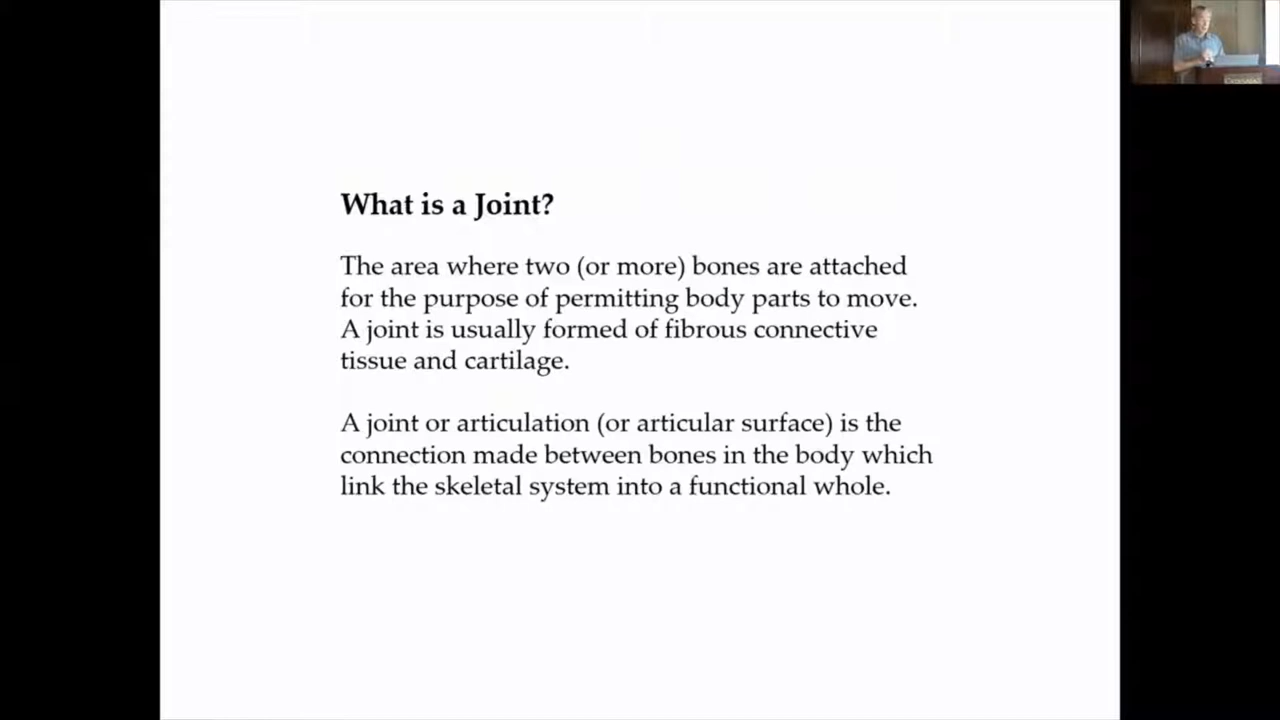 What is a Joint?
The area where two (or more) bones are attached
for the purpose of permitting body parts to move.
A joint is usually formed of fibrous connective
tissue and cartilage.
A joint or articulation (or articular surface) is the
connection made between bones in the body which
link the skeletal system into a functional whole.